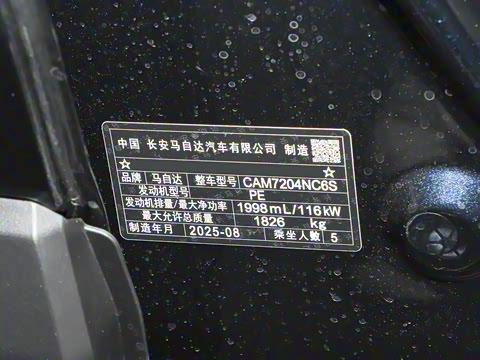 中国 长安马自达汽车有限公司 制造
☆ ☆
品牌 马自达 整车型号 CAM7204NC6S
发动机型号 PE
发动机排量/最大净功率 1998mL/116kW
最大允许总质量 1826 kg
制造年月 2025-08 乘坐人数 5